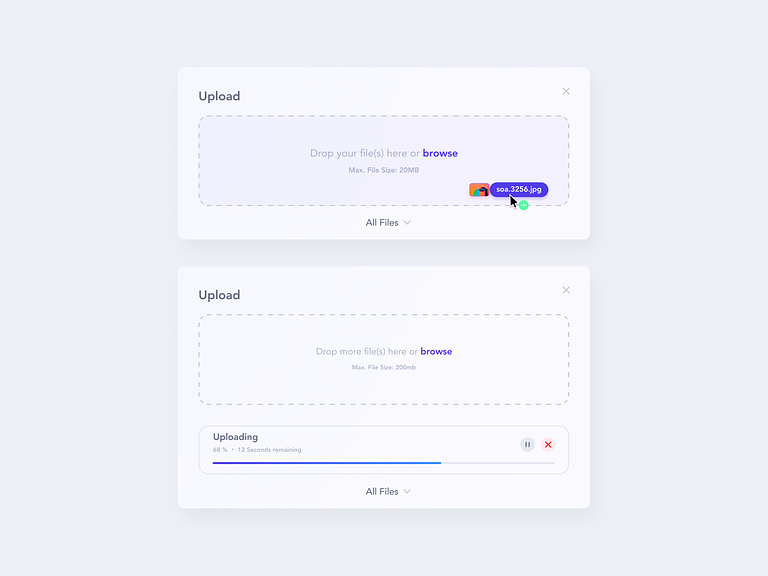 Upload
Drop your file(s) here or browse
Max. File Size: 20MB
soa.3256.jpg
All Files
Upload
Drop more file(s) here or browse
Max. File Size: 200mb
Uploading
68 % • 12 Seconds remaining
All Files